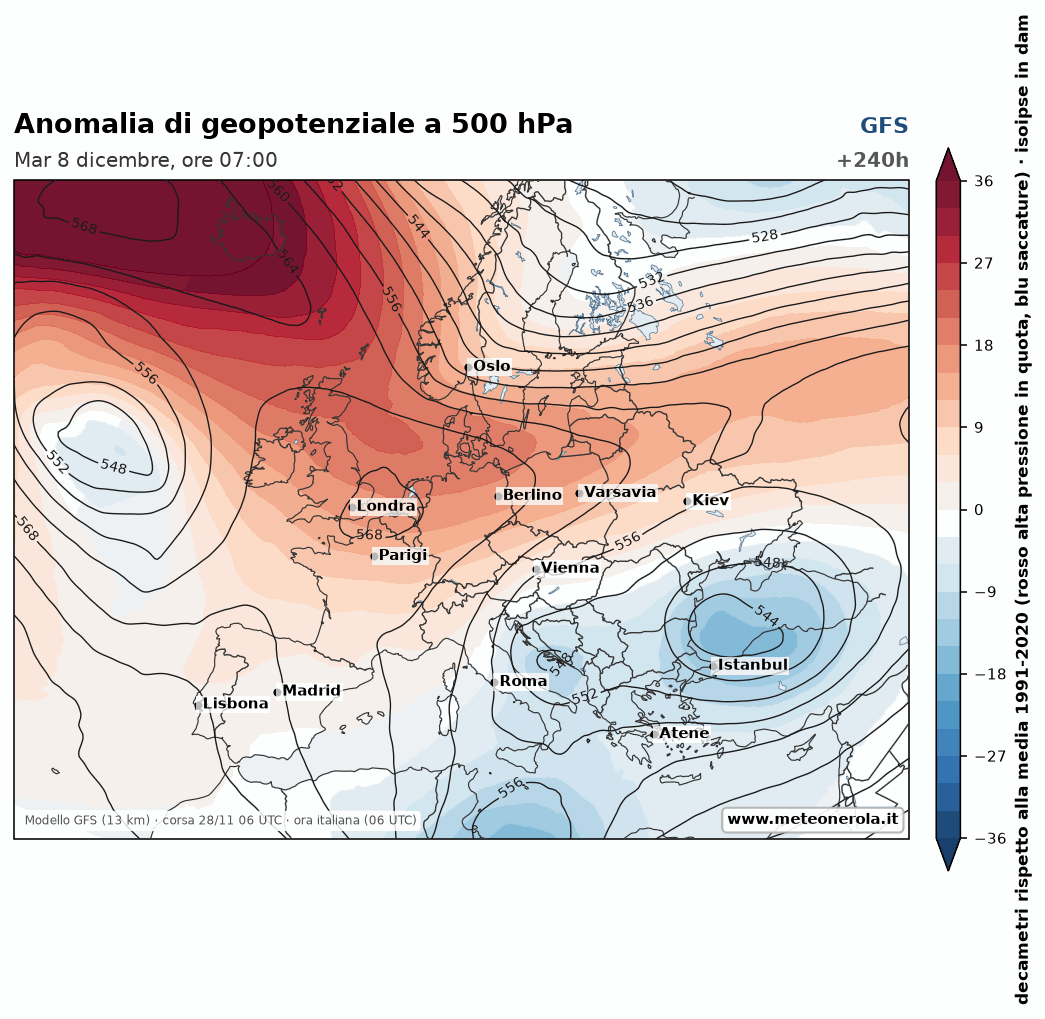 Anomalia di geopotenziale a 500 hPa
GFS
Mar 8 dicembre, ore 07:00
+240h
568
560
564
544
556
528
532
536
556
552
548
568
568
556
548
544
552
556
Oslo
Londra
Berlino
Varsavia
Kiev
Parigi
Vienna
Roma
Istanbul
Madrid
Lisbona
Atene
Modello GFS (13 km) · corsa 28/11 06 UTC · ora italiana (06 UTC)
www.meteonerola.it
36
27
18
9
0
−9
−18
−27
−36
decametri rispetto alla media 1991-2020 (rosso alta pressione in quota, blu saccature) · isoipse in dam